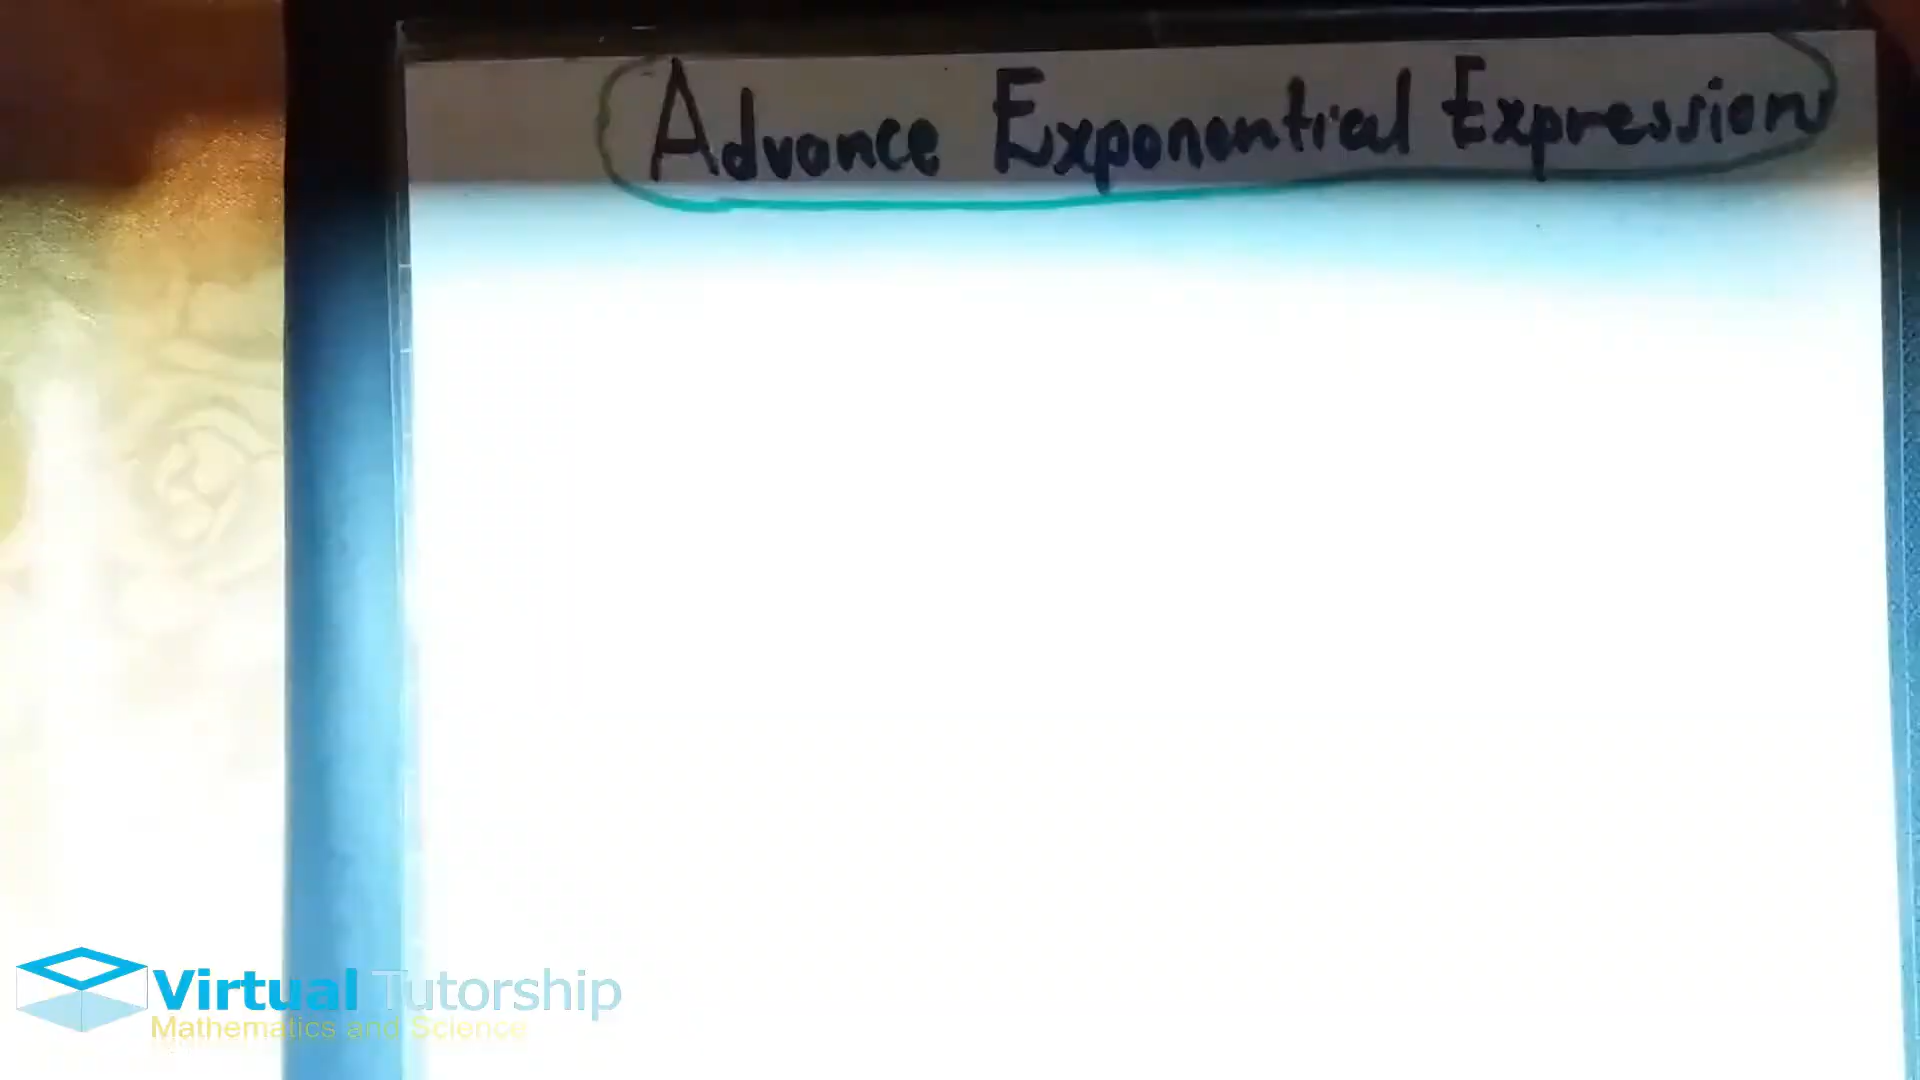 Advance Exponential Expression
Virtual Tutorship
Mathematics and Science